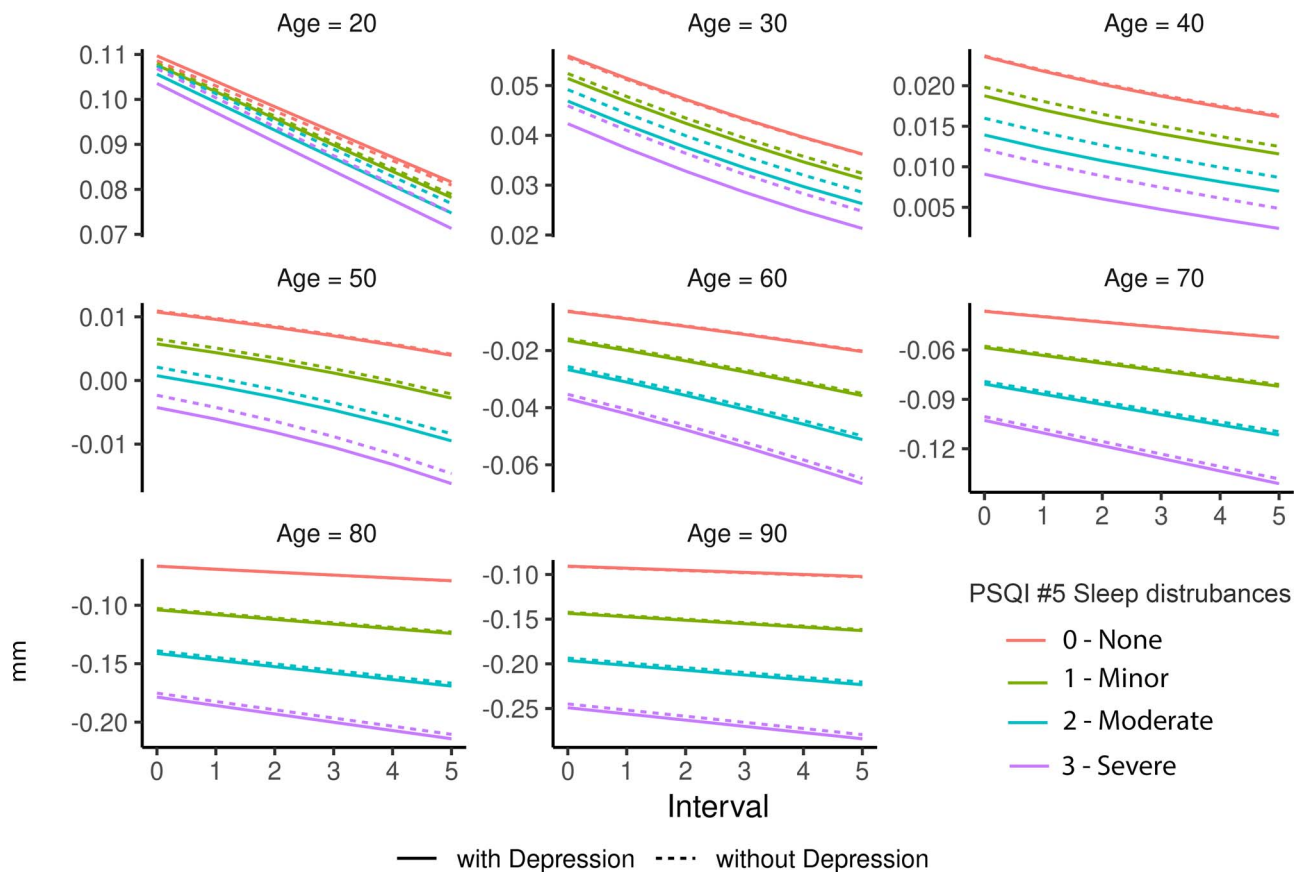 Age = 20
Age = 30
Age = 40
0.11
0.10
0.09
0.08
0.07
0.05
0.04
0.03
0.02
0.020
0.015
0.010
0.005
Age = 50
Age = 60
Age = 70
0.01
0.00
-0.01
-0.02
-0.04
-0.06
-0.06
-0.09
-0.12
0 1 2 3 4 5
Age = 80
Age = 90
-0.10
-0.15
-0.20
-0.10
-0.15
-0.20
-0.25
0 1 2 3 4 5
0 1 2 3 4 5
mm
Interval
PSQI #5 Sleep distrubances
0 - None
1 - Minor
2 - Moderate
3 - Severe
with Depression without Depression